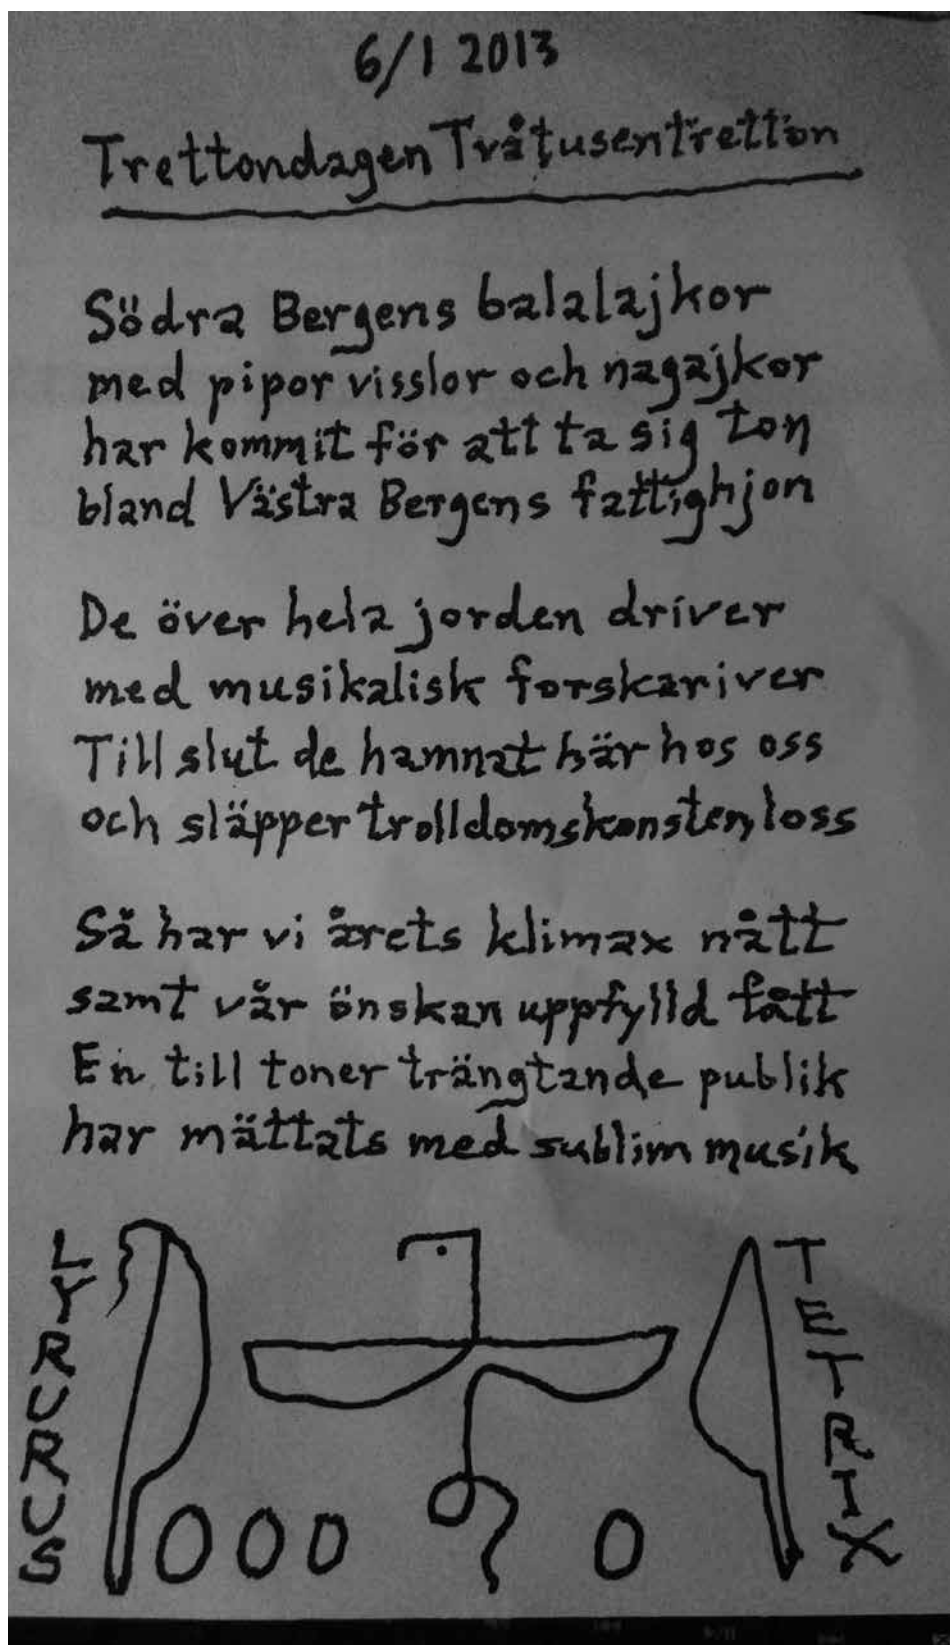 6/1 2013
Trettondagen Tvåtusentretton
Södra Bergens balalajkor
med pipor visslor och nagajkor
har kommit för att ta sig ton
bland Västra Bergens fattighjon
De över hela jorden driver
med musikalisk forskariver
Till slut de hamnat här hos oss
och släpper trolldomskonsten loss
Så har vi årets klimax nått
samt vår önskan uppfylld fått
En till toner trängtande publik
har mättats med sublim musik
LYRURUS
TETRIX